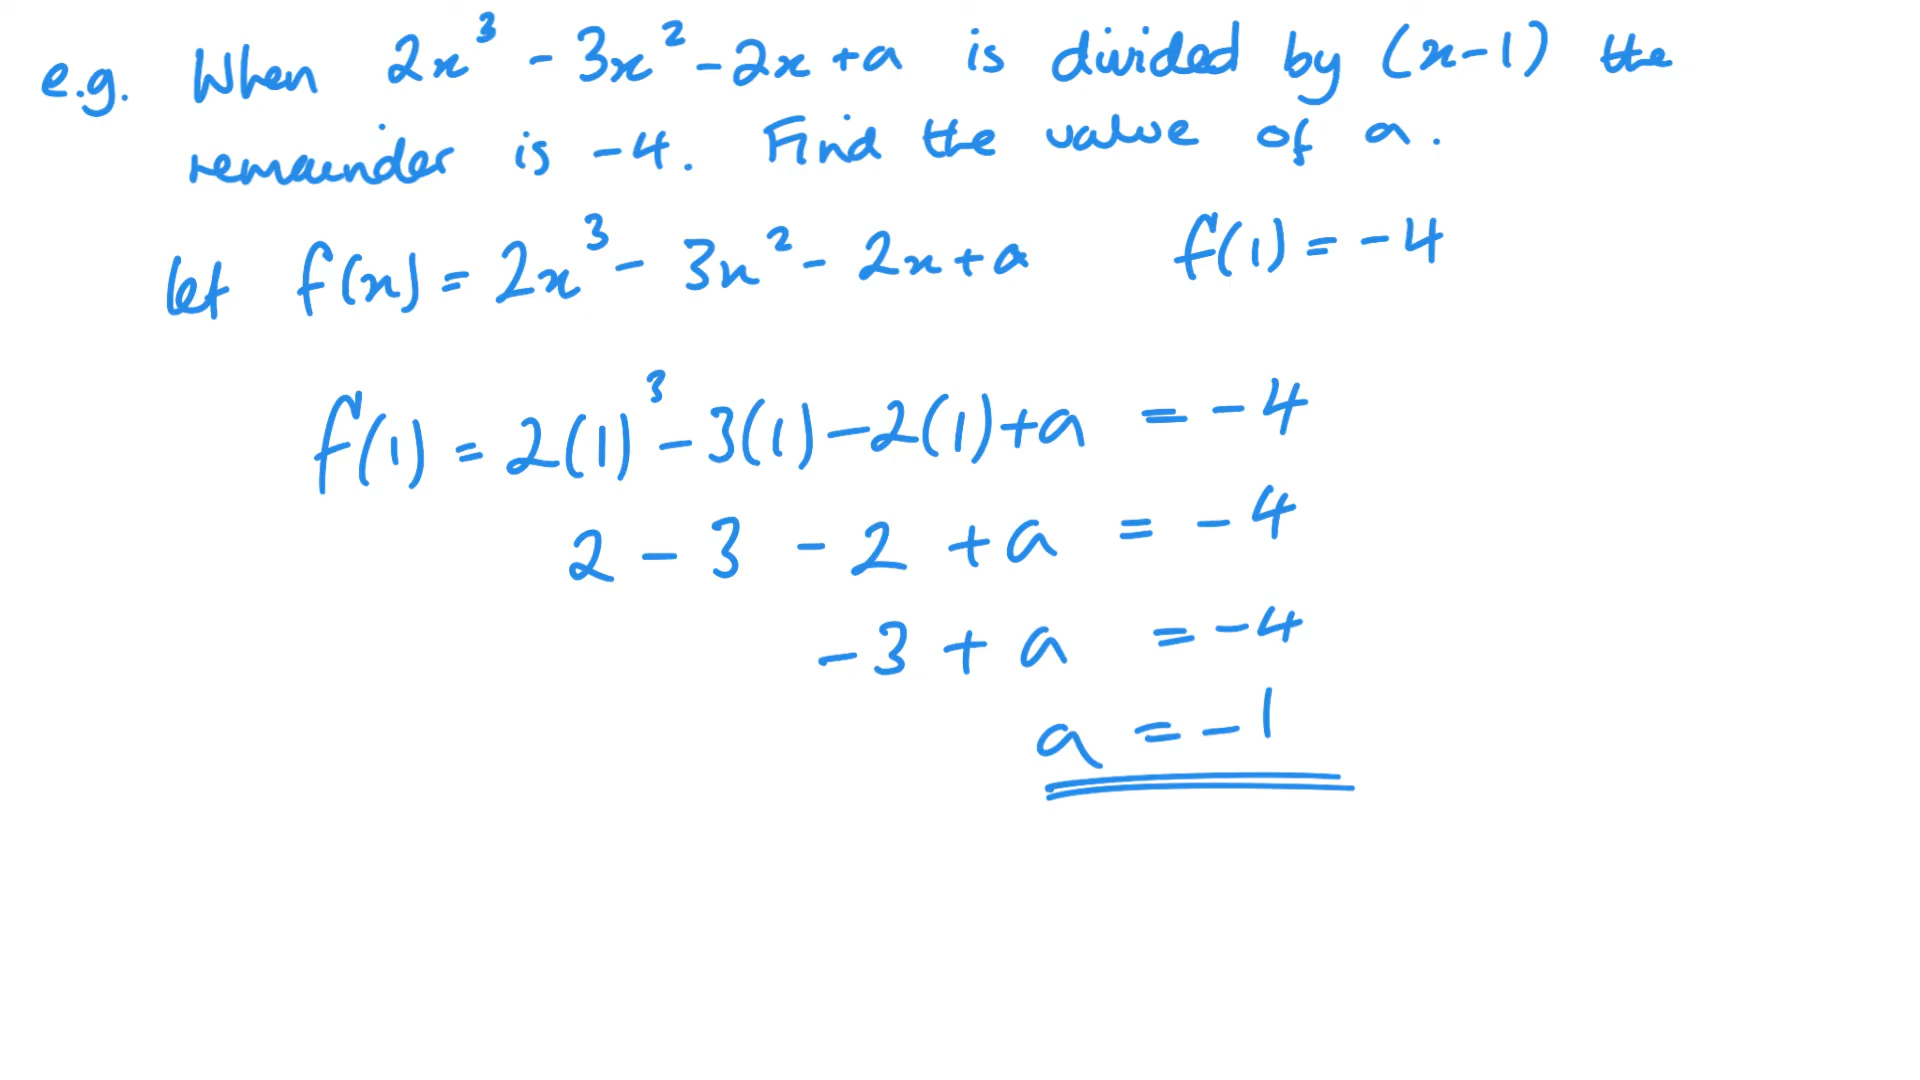 e.g. When 2x³ - 3x² - 2x + a is divided by (x-1) the
remainder is -4. Find the value of a.
let f(x) = 2x³ - 3x² - 2x + a f(1) = -4
f(1) = 2(1)³ - 3(1) - 2(1) + a = -4
2 - 3 - 2 + a = -4
-3 + a = -4
a = -1